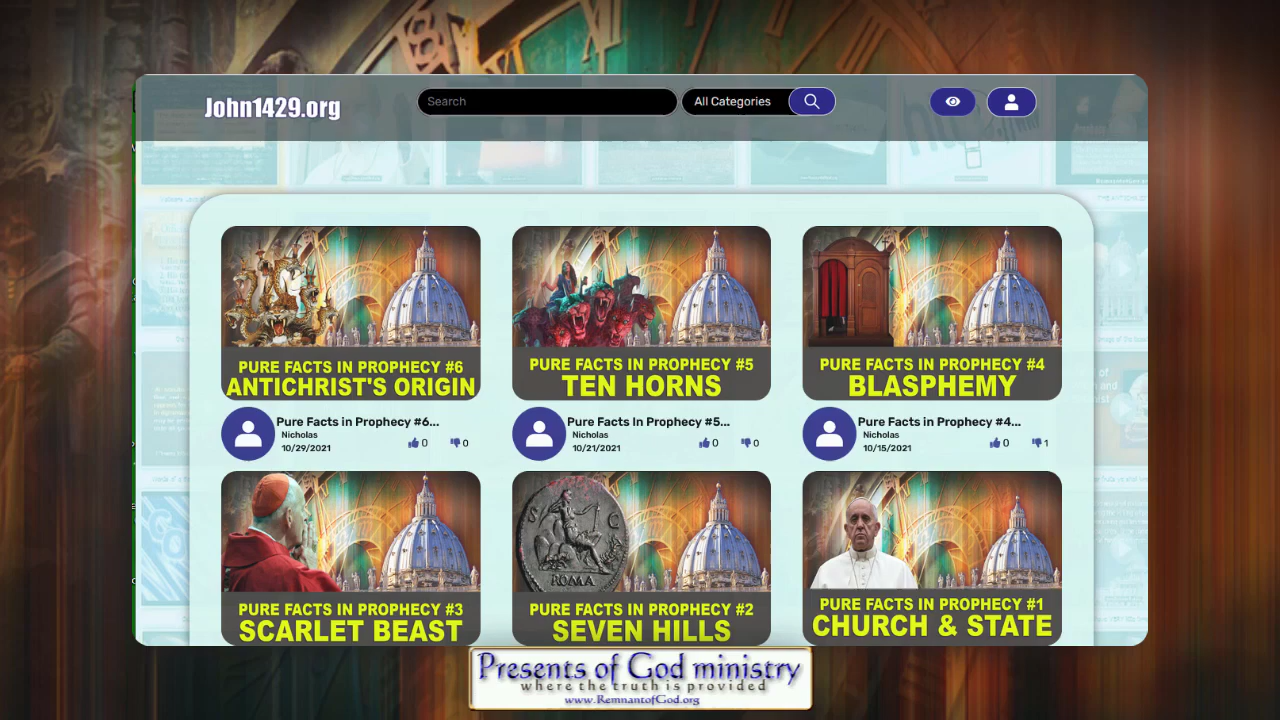 John1429.org
Search
All Categories
PURE FACTS IN PROPHECY #6
ANTICHRIST'S ORIGIN
PURE FACTS IN PROPHECY #5
TEN HORNS
PURE FACTS IN PROPHECY #4
BLASPHEMY
Pure Facts in Prophecy #6...
Nicholas
10/29/2021
0
0
Pure Facts In Prophecy #5...
Nicholas
10/21/2021
0
0
Pure Facts in Prophecy #4...
Nicholas
10/15/2021
0
1
PURE FACTS IN PROPHECY #3
SCARLET BEAST
S C
ROMA
PURE FACTS IN PROPHECY #2
SEVEN HILLS
PURE FACTS IN PROPHECY #1
CHURCH & STATE
Presents of God ministry
where the truth is provided
www.RemnantofGod.org